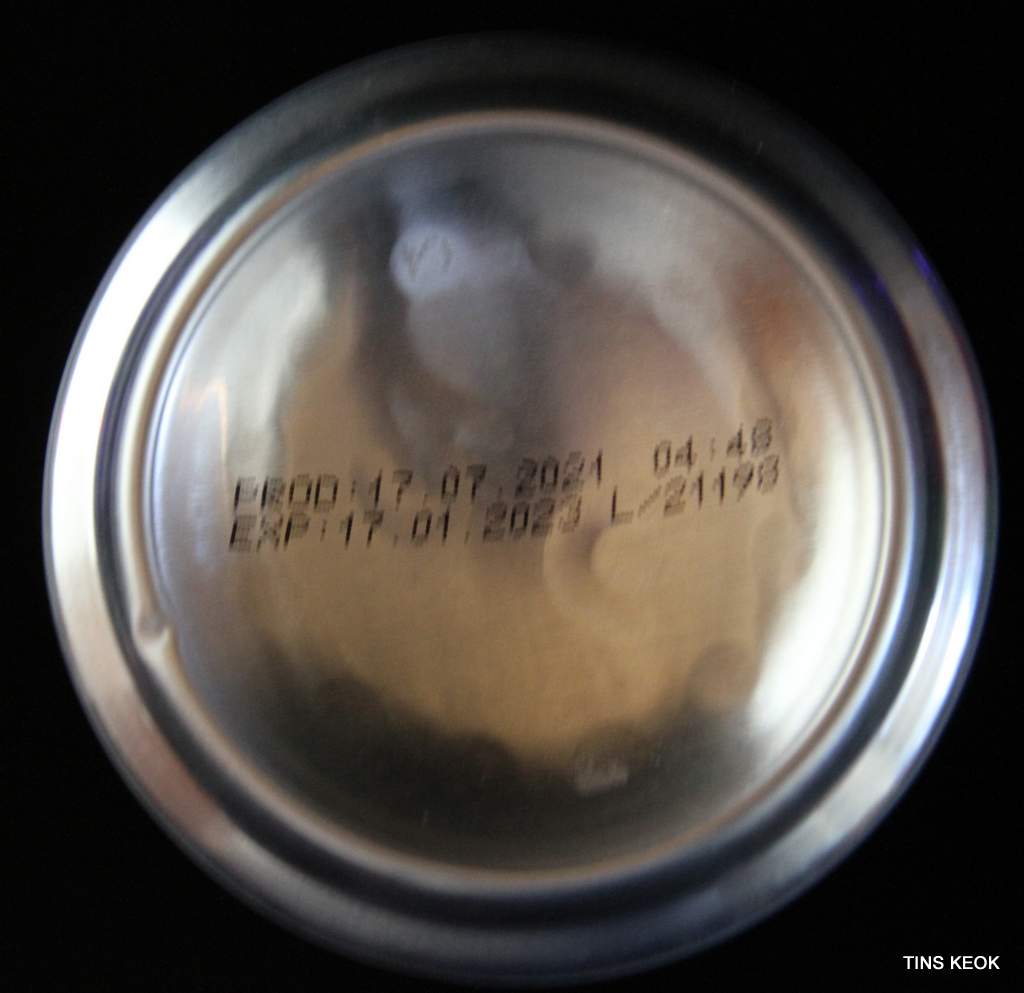 PROD:17.07.2021 04:48
EXP:17.01.2023 L/21198
TINS KEOK